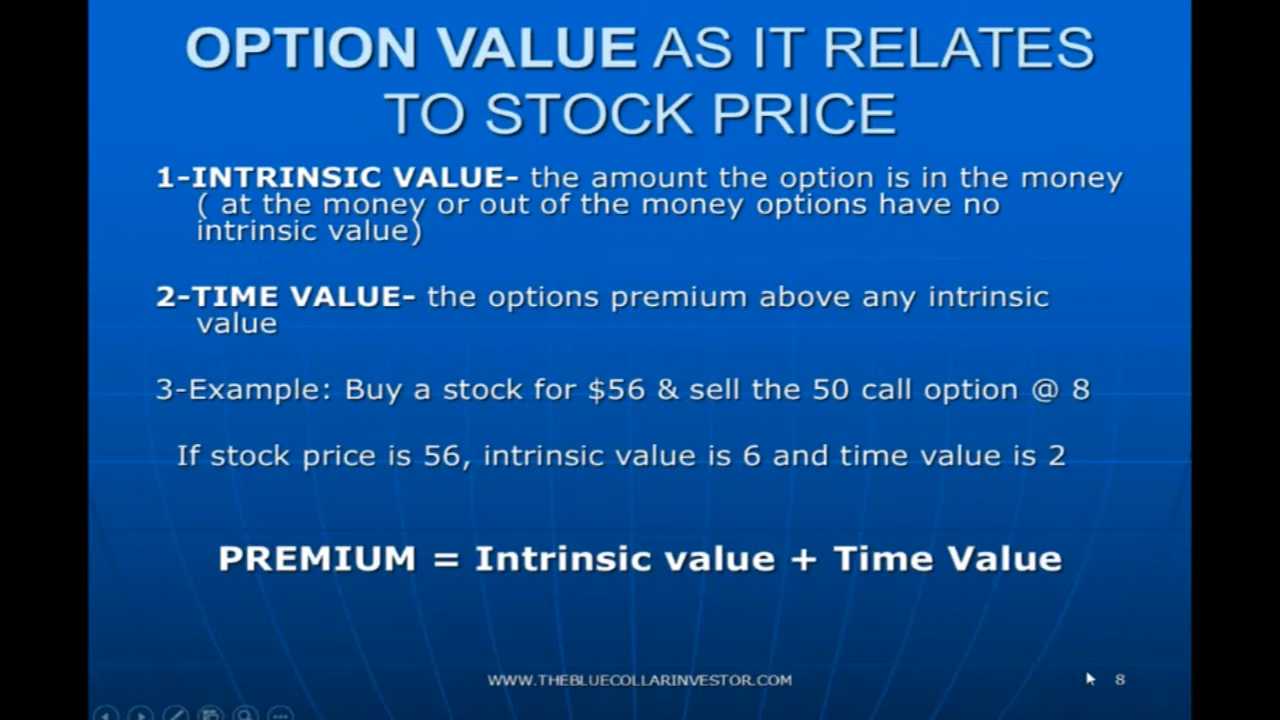 OPTION VALUE AS IT RELATES
TO STOCK PRICE
1-INTRINSIC VALUE- the amount the option is in the money
( at the money or out of the money options have no
intrinsic value)
2-TIME VALUE- the options premium above any intrinsic
value
3-Example: Buy a stock for $56 & sell the 50 call option @ 8
If stock price is 56, intrinsic value is 6 and time value is 2
PREMIUM = Intrinsic value + Time Value
WWW.THEBLUECOLLARINVESTOR.COM
8